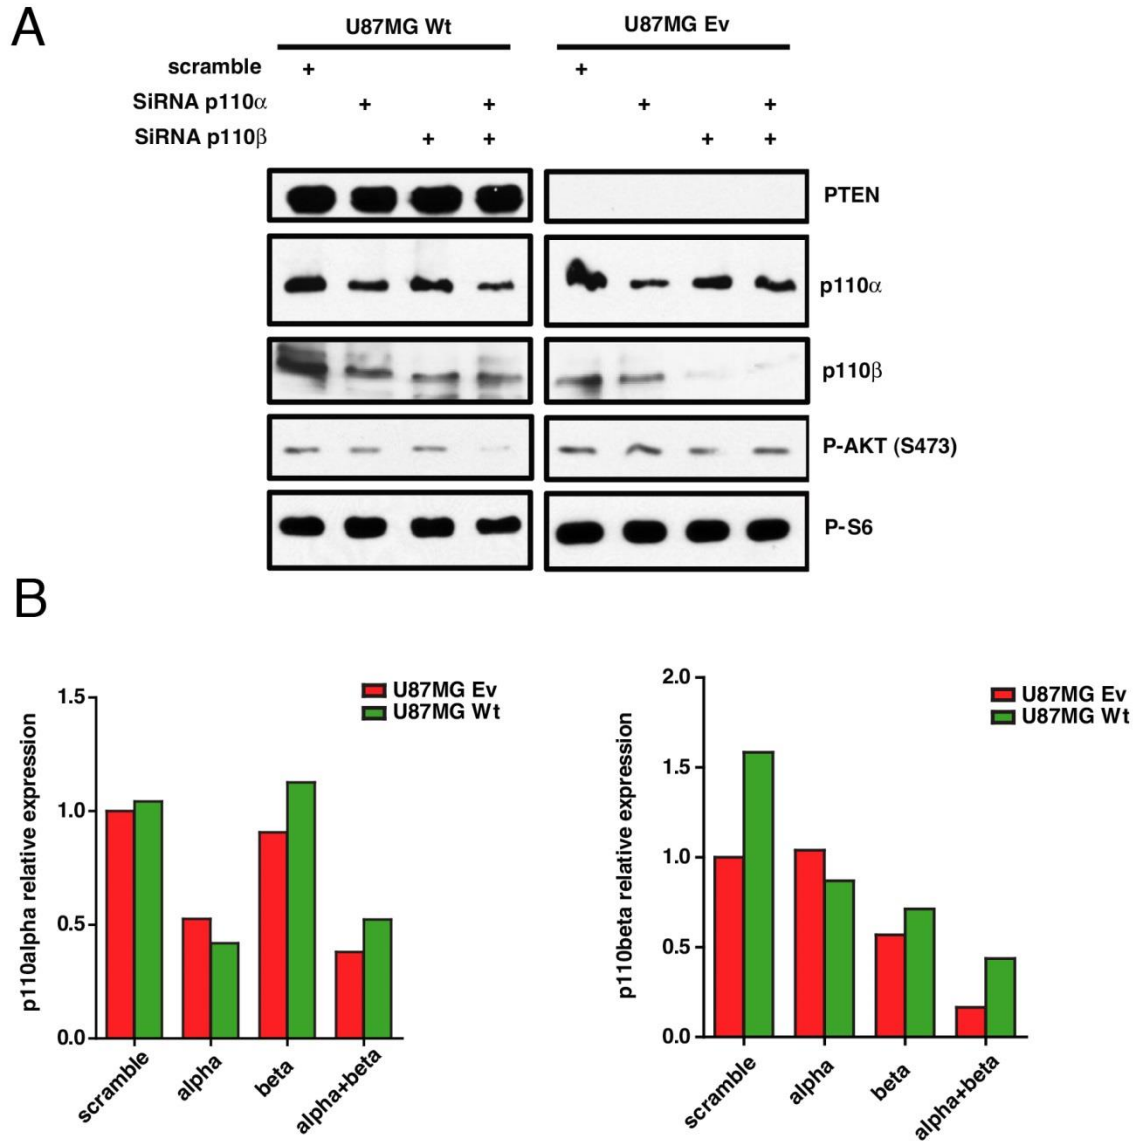 A
U87MG Wt
U87MG Ev
scramble + +
SiRNA p110α + + + +
SiRNA p110β + + + +
PTEN
p110α
p110β
P-AKT (S473)
P-S6
B
p110alpha relative expression
1.5
1.0
0.5
0.0
U87MG Ev
U87MG Wt
scramble
alpha
beta
alpha+beta
p110beta relative expression
2.0
1.5
1.0
0.5
0.0
U87MG Ev
U87MG Wt
scramble
alpha
beta
alpha+beta